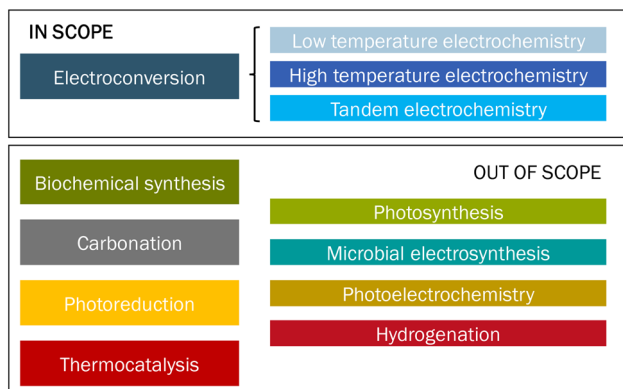 IN SCOPE
Electroconversion
Low temperature electrochemistry
High temperature electrochemistry
Tandem electrochemistry
OUT OF SCOPE
Biochemical synthesis
Carbonation
Photoreduction
Thermocatalysis
Photosynthesis
Microbial electrosynthesis
Photoelectrochemistry
Hydrogenation